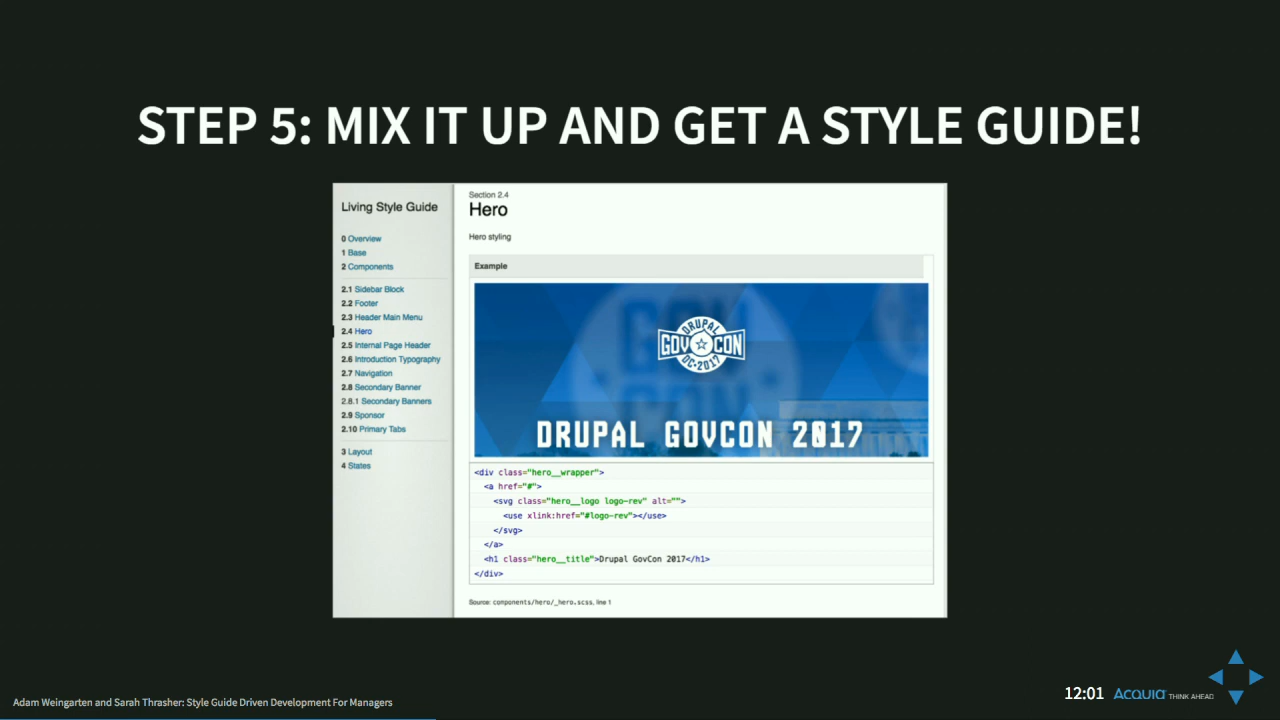 STEP 5: MIX IT UP AND GET A STYLE GUIDE!
Living Style Guide
0 Overview
1 Base
2 Components
2.1 Sidebar Block
2.2 Footer
2.3 Header Main Menu
2.4 Hero
2.5 Internal Page Header
2.6 Introduction Typography
2.7 Navigation
2.8 Secondary Banner
2.8.1 Secondary Banners
2.9 Sponsor
2.10 Primary Tabs
3 Layout
4 States
Section 2.4
Hero
Hero styling
Example
GOV
CON
DRUPAL
GOV CON
DC·2017
DRUPAL GOVCON 2017
<div class="hero__wrapper">
<a href="#">
<svg class="hero__logo logo-rev" alt="">
<use xlink:href="#logo-rev"></use>
</svg>
</a>
<h1 class="hero__title">Drupal GovCon 2017</h1>
</div>
Source: components/hero/_hero.scss, line 1
Adam Weingarten and Sarah Thrasher: Style Guide Driven Development For Managers
12:01
Acquia THINK AHEAD